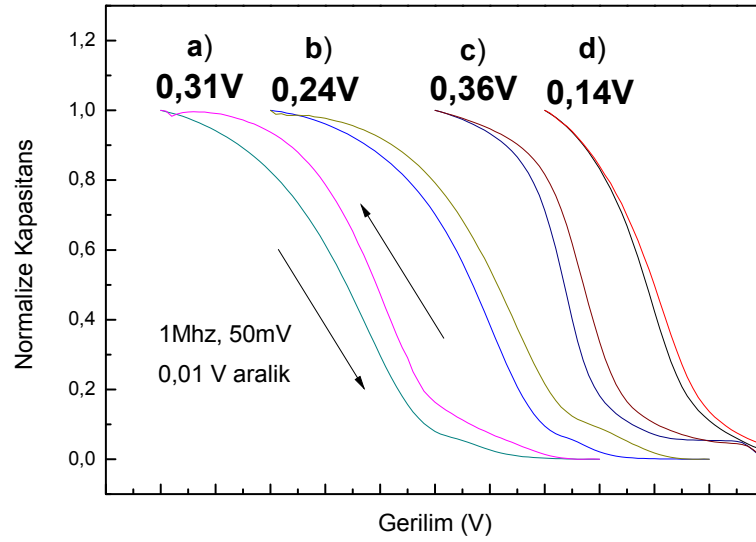 a) b) c) d)
0,31V 0,24V 0,36V 0,14V
1,2
1,0
0,8
0,6
0,4
0,2
0,0
Normalize Kapasitans
1Mhz, 50mV
0,01 V aralik
Gerilim (V)